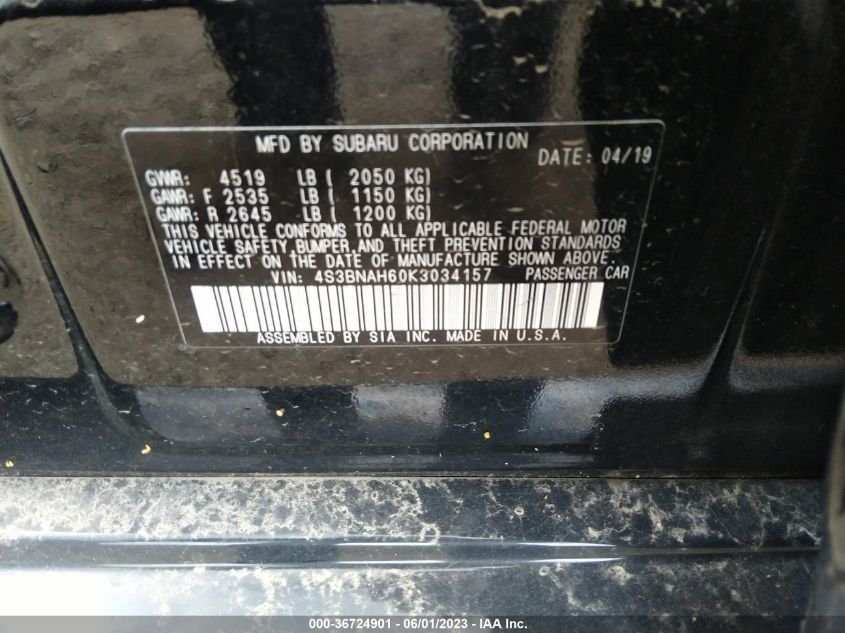 MFD BY SUBARU CORPORATION
DATE: 04/19
GVWR: 4519 LB ( 2050 KG)
GAWR: F 2535 LB ( 1150 KG)
GAWR: R 2645 LB ( 1200 KG)
THIS VEHICLE CONFORMS TO ALL APPLICABLE FEDERAL MOTOR
VEHICLE SAFETY, BUMPER, AND THEFT PREVENTION STANDARDS
IN EFFECT ON THE DATE OF MANUFACTURE SHOWN ABOVE.
VIN: 4S3BNAH60K3034157 PASSENGER CAR
ASSEMBLED BY SIA INC. MADE IN U.S.A.
000-36724901 - 06/01/2023 - IAA Inc.